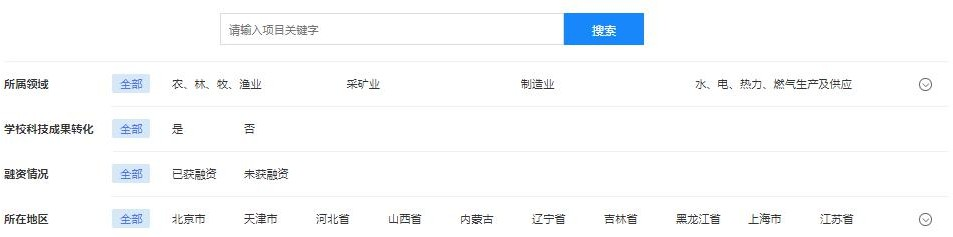 请输入项目关键字 搜索
所属领域 全部 农、林、牧、渔业 采矿业 制造业 水、电、热力、燃气生产及供应
学校科技成果转化 全部 是 否
融资情况 全部 已获融资 未获融资
所在地区 全部 北京市 天津市 河北省 山西省 内蒙古 辽宁省 吉林省 黑龙江省 上海市 江苏省